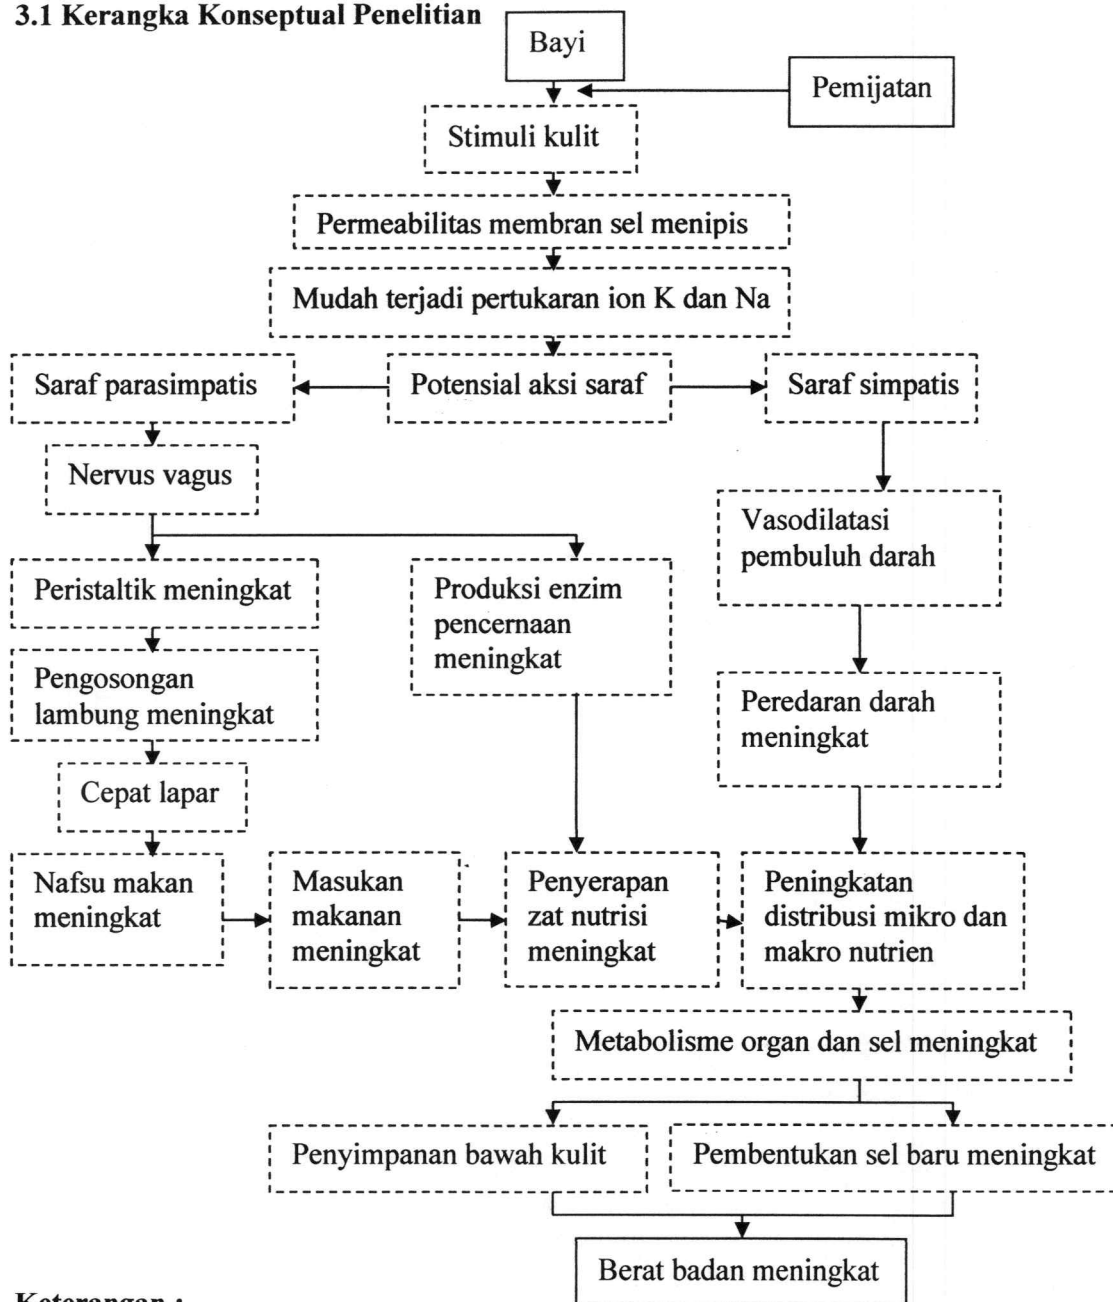 3.1 Kerangka Konseptual Penelitian
Bayi
Pemijatan
Stimuli kulit
Permeabilitas membran sel menipis
Mudah terjadi pertukaran ion K dan Na
Saraf parasimpatis
Potensial aksi saraf
Saraf simpatis
Nervus vagus
Vasodilatasi
pembuluh darah
Peristaltik meningkat
Produksi enzim
pencernaan
meningkat
Pengosongan
lambung meningkat
Peredaran darah
meningkat
Cepat lapar
Nafsu makan
meningkat
Masukan
makanan
meningkat
Penyerapan
zat nutrisi
meningkat
Peningkatan
distribusi mikro dan
makro nutrien
Metabolisme organ dan sel meningkat
Penyimpanan bawah kulit
Pembentukan sel baru meningkat
Berat badan meningkat
Keterangan :